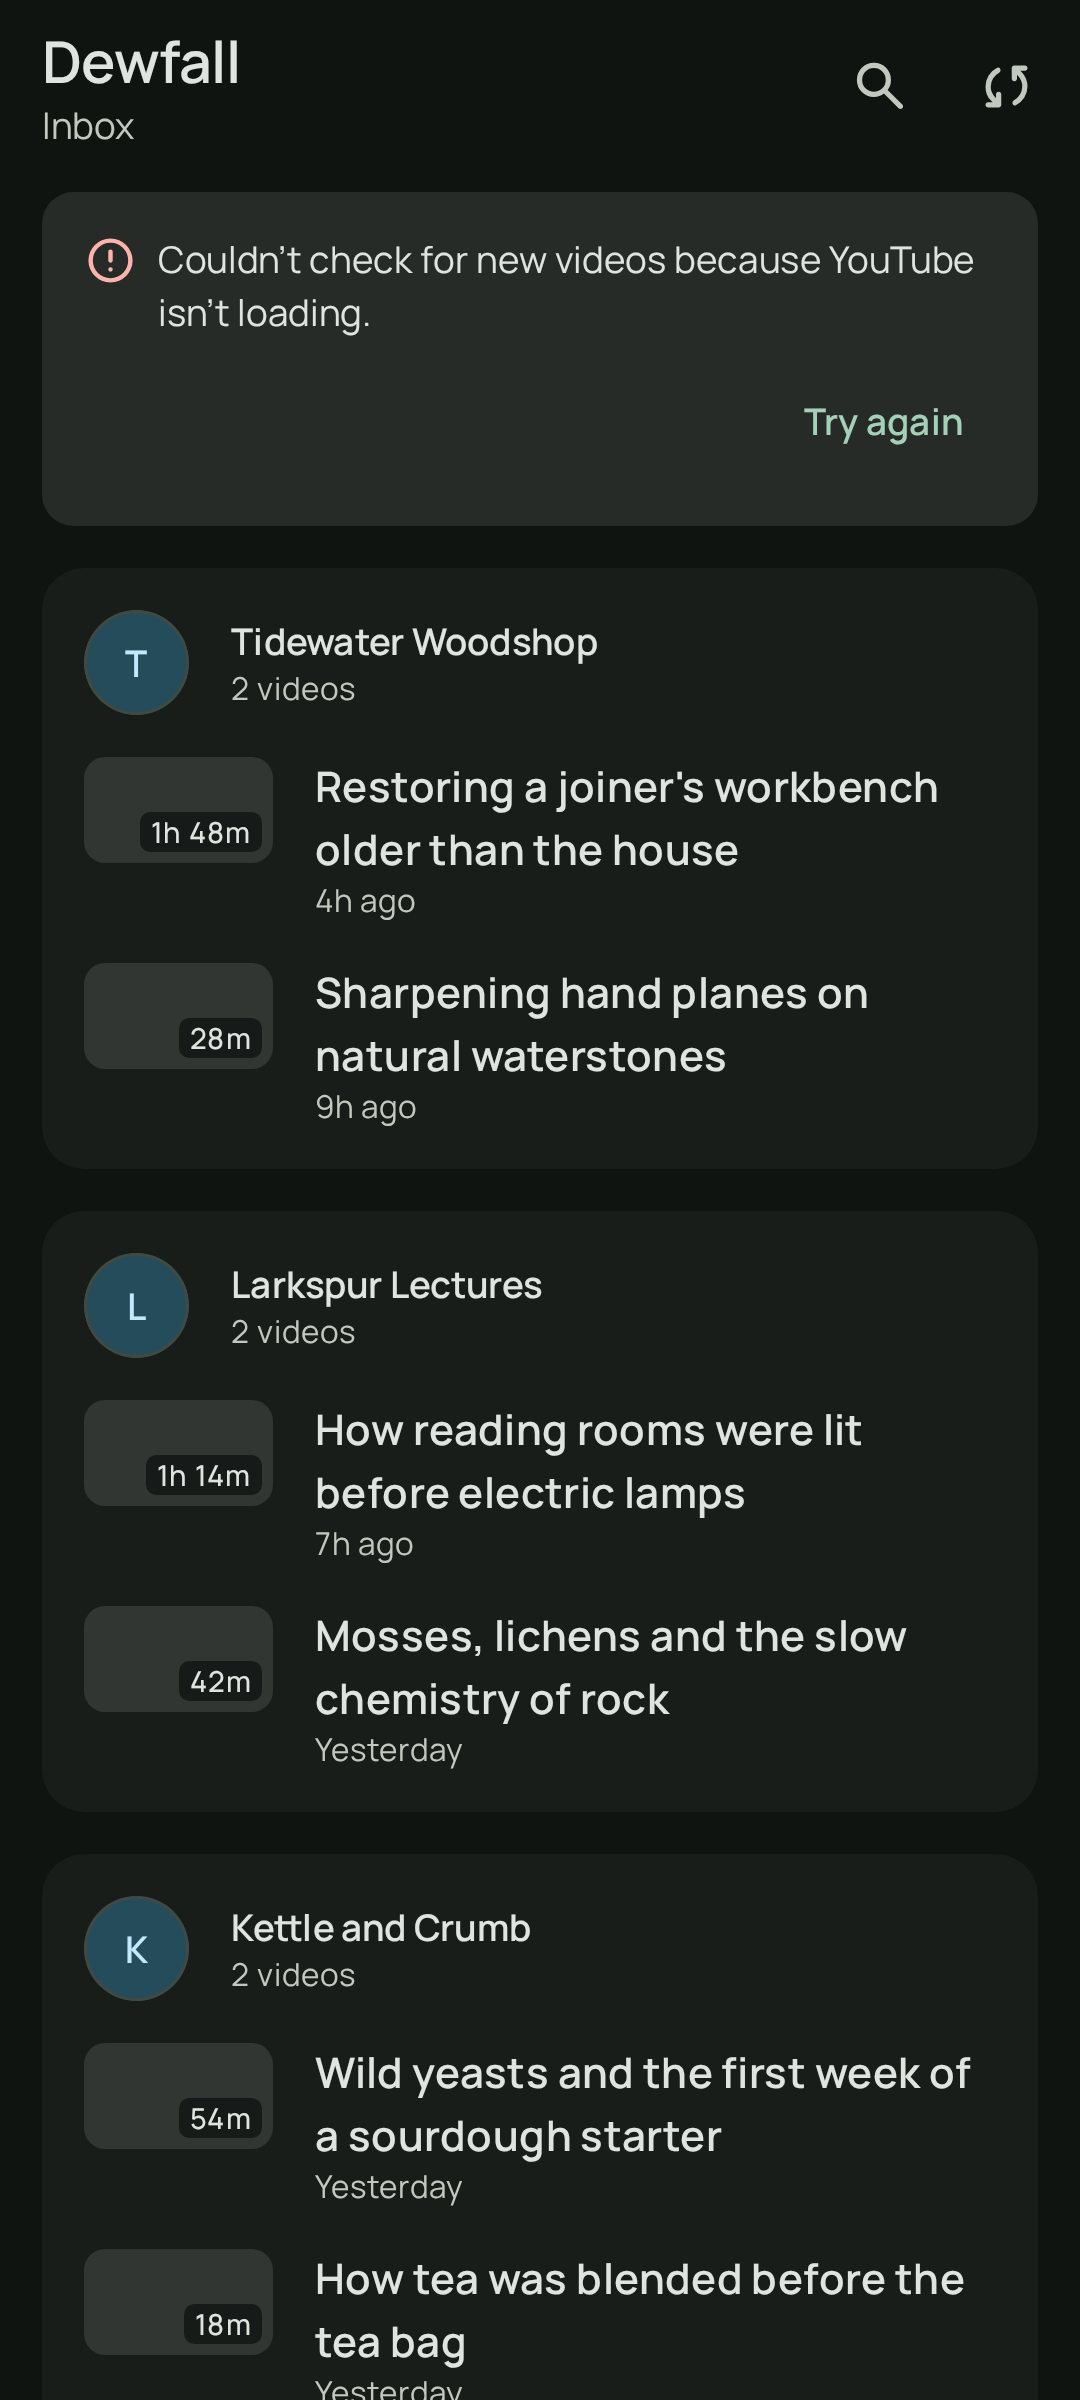 Dewfall
Inbox
Couldn’t check for new videos because YouTube
isn’t loading.
Try again
T
Tidewater Woodshop
2 videos
1h 48m
Restoring a joiner's workbench
older than the house
4h ago
28m
Sharpening hand planes on
natural waterstones
9h ago
L
Larkspur Lectures
2 videos
1h 14m
How reading rooms were lit
before electric lamps
7h ago
42m
Mosses, lichens and the slow
chemistry of rock
Yesterday
K
Kettle and Crumb
2 videos
54m
Wild yeasts and the first week of
a sourdough starter
Yesterday
18m
How tea was blended before the
tea bag
Yesterday